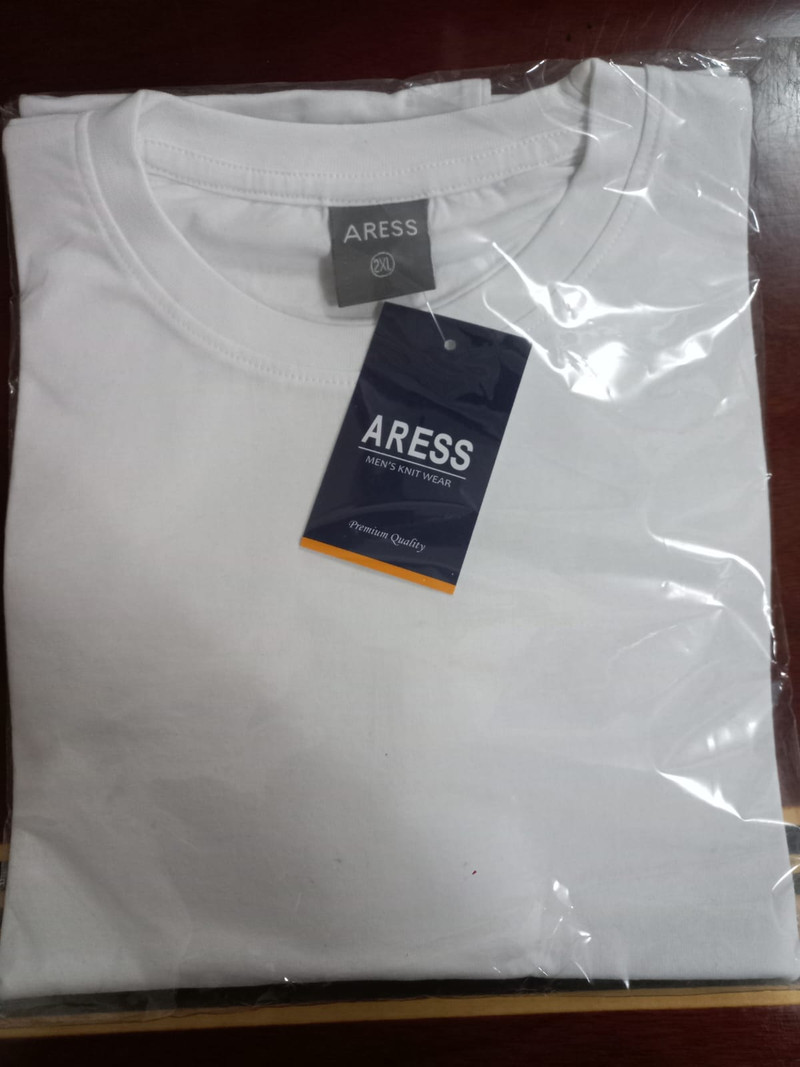 ARESS
2XL
ARESS
MEN'S KNIT WEAR
Premium Quality